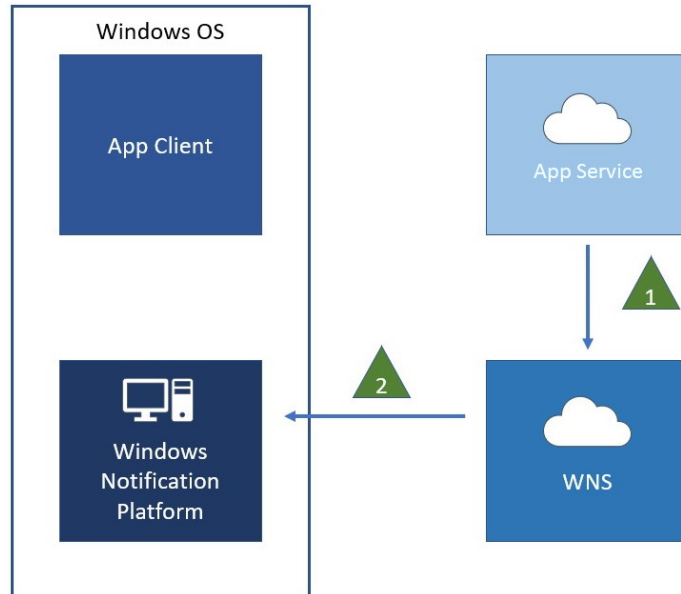 Windows OS
App Client
App Service
1
2
Windows
Notification
Platform
WNS